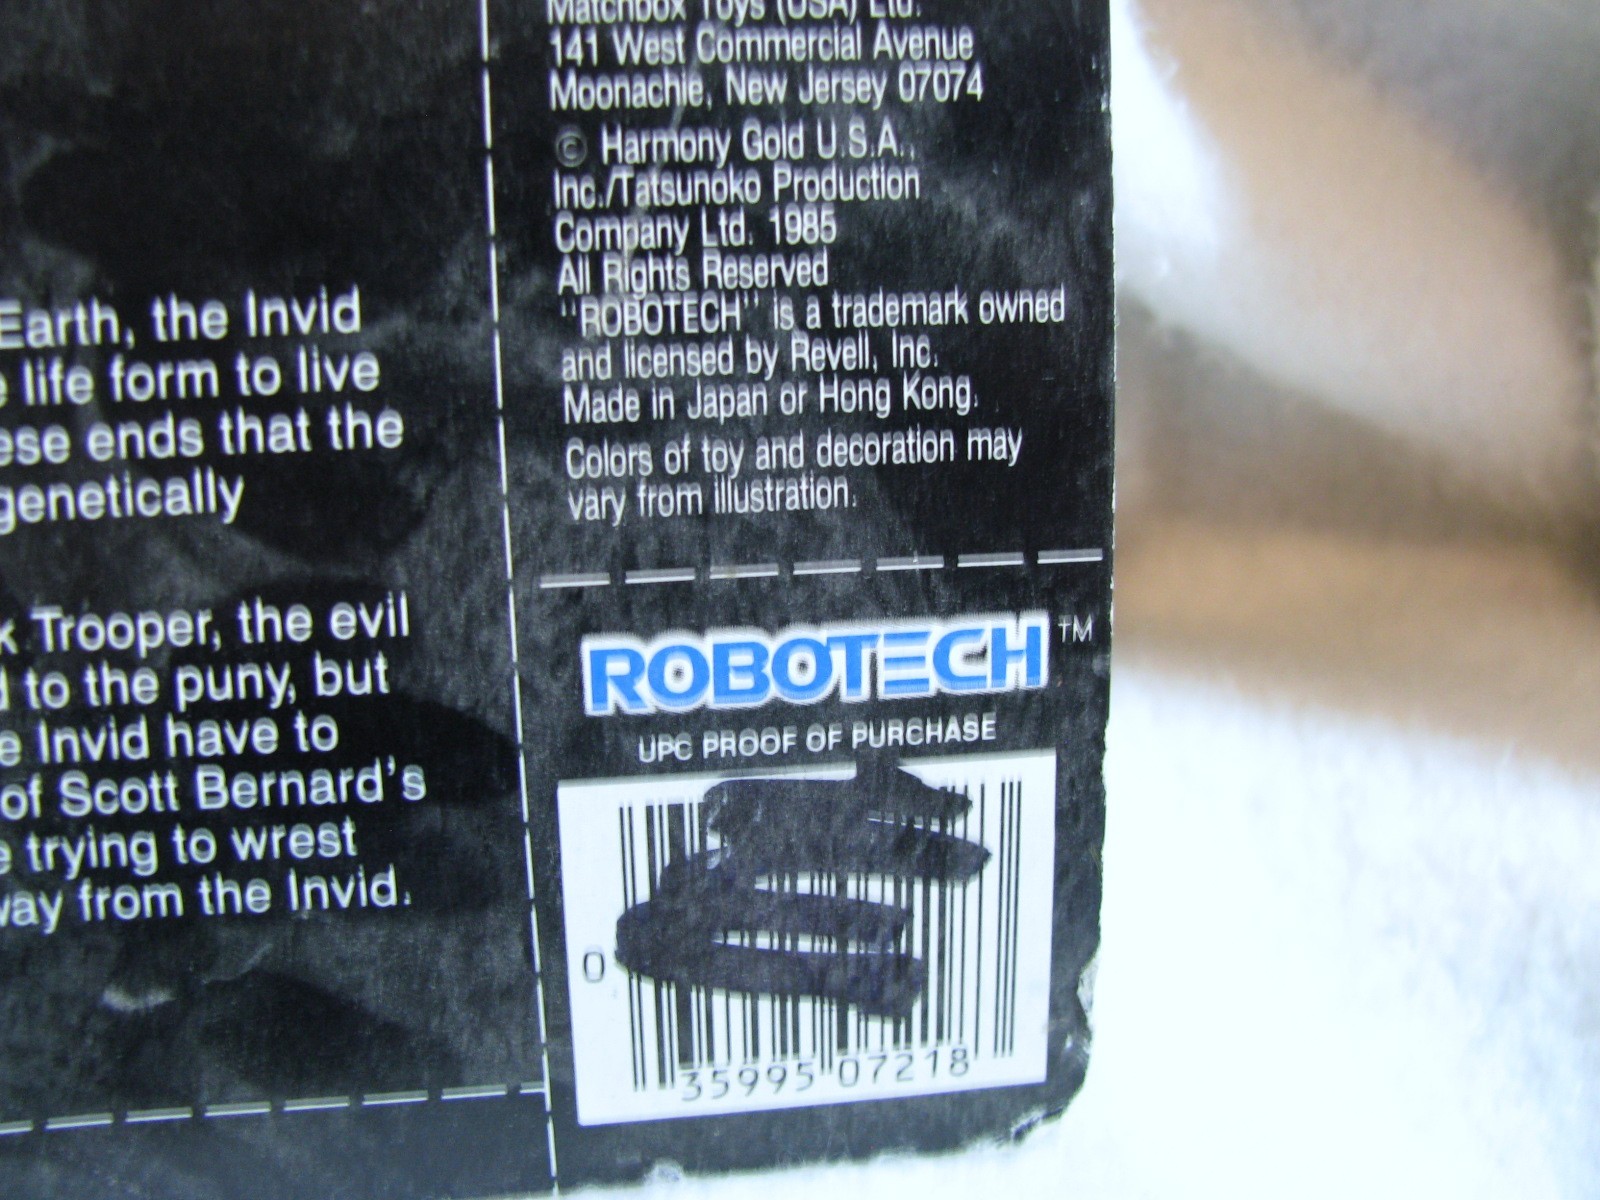 Earth, the Invid
life form to live
ends that the
genetically
Trooper, the evil
to the puny, but
Invid have to
of Scott Bernard's
trying to wrest
from the Invid.
Matchbox Toys (USA) Ltd.
141 West Commercial Avenue
Moonachie, New Jersey 07074
© Harmony Gold U.S.A.,
Inc./Tatsunoko Production
Company Ltd. 1985
All Rights Reserved
"ROBOTECH" is a trademark owned
and licensed by Revell, Inc.
Made in Japan or Hong Kong.
Colors of toy and decoration may
vary from illustration.
ROBOTECH™
UPC PROOF OF PURCHASE
0 35995 07218